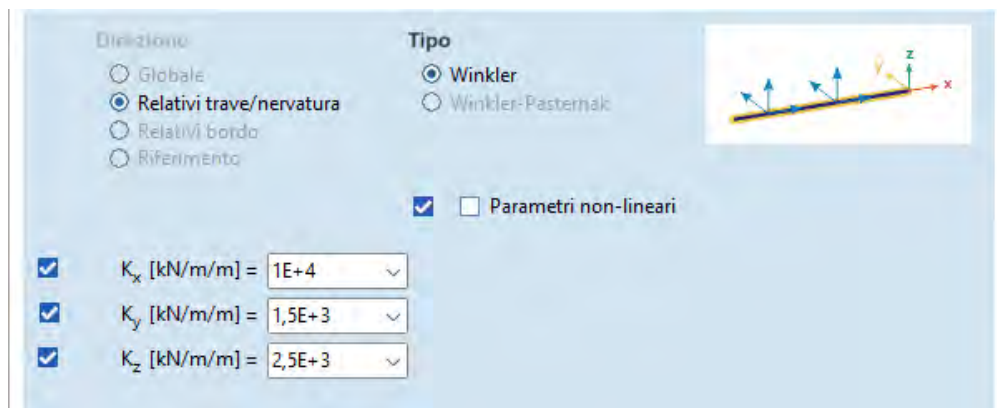 Direzione
Tipo
Globale
Winkler
Relativi trave/nervatura
Winkler-Pasternak
Relativi bordo
Riferimento
z
y
x
Parametri non-lineari
Kx [kN/m/m] = 1E+4
Ky [kN/m/m] = 1,5E+3
Kz [kN/m/m] = 2,5E+3